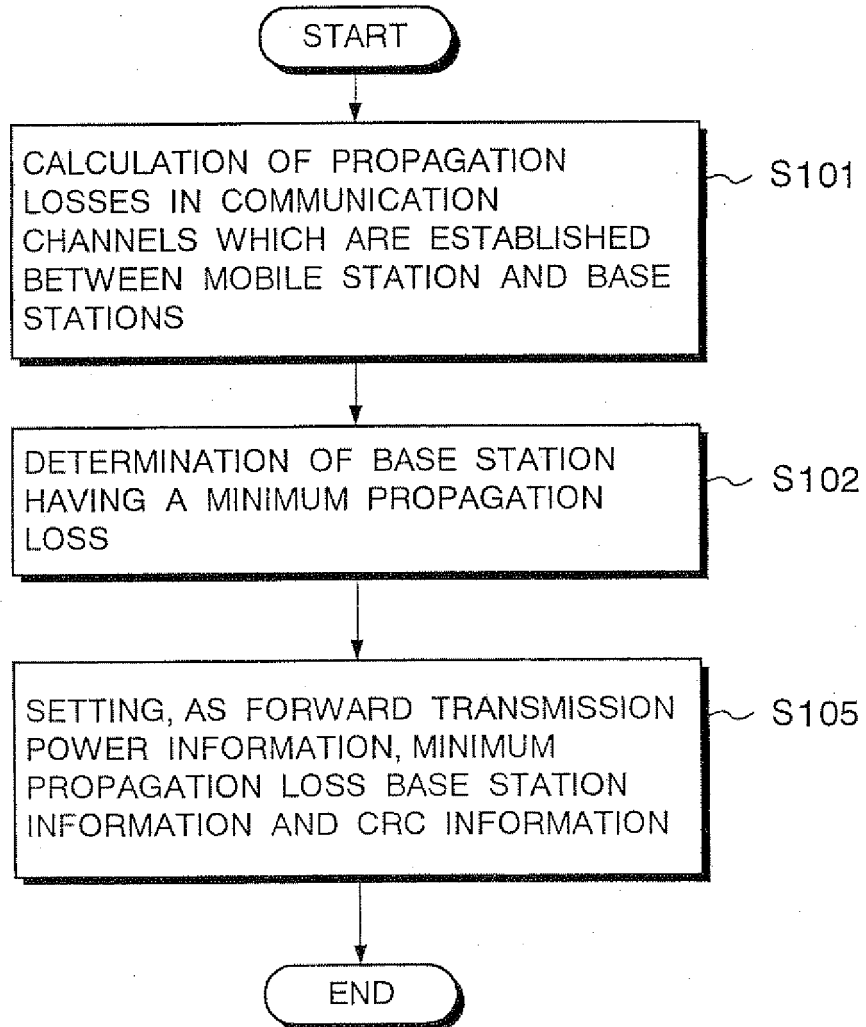 START
CALCULATION OF PROPAGATION
LOSSES IN COMMUNICATION
CHANNELS WHICH ARE ESTABLISHED
BETWEEN MOBILE STATION AND BASE
STATIONS
S101
DETERMINATION OF BASE STATION
HAVING A MINIMUM PROPAGATION
LOSS
S102
SETTING, AS FORWARD TRANSMISSION
POWER INFORMATION, MINIMUM
PROPAGATION LOSS BASE STATION
INFORMATION AND CRC INFORMATION
S105
END